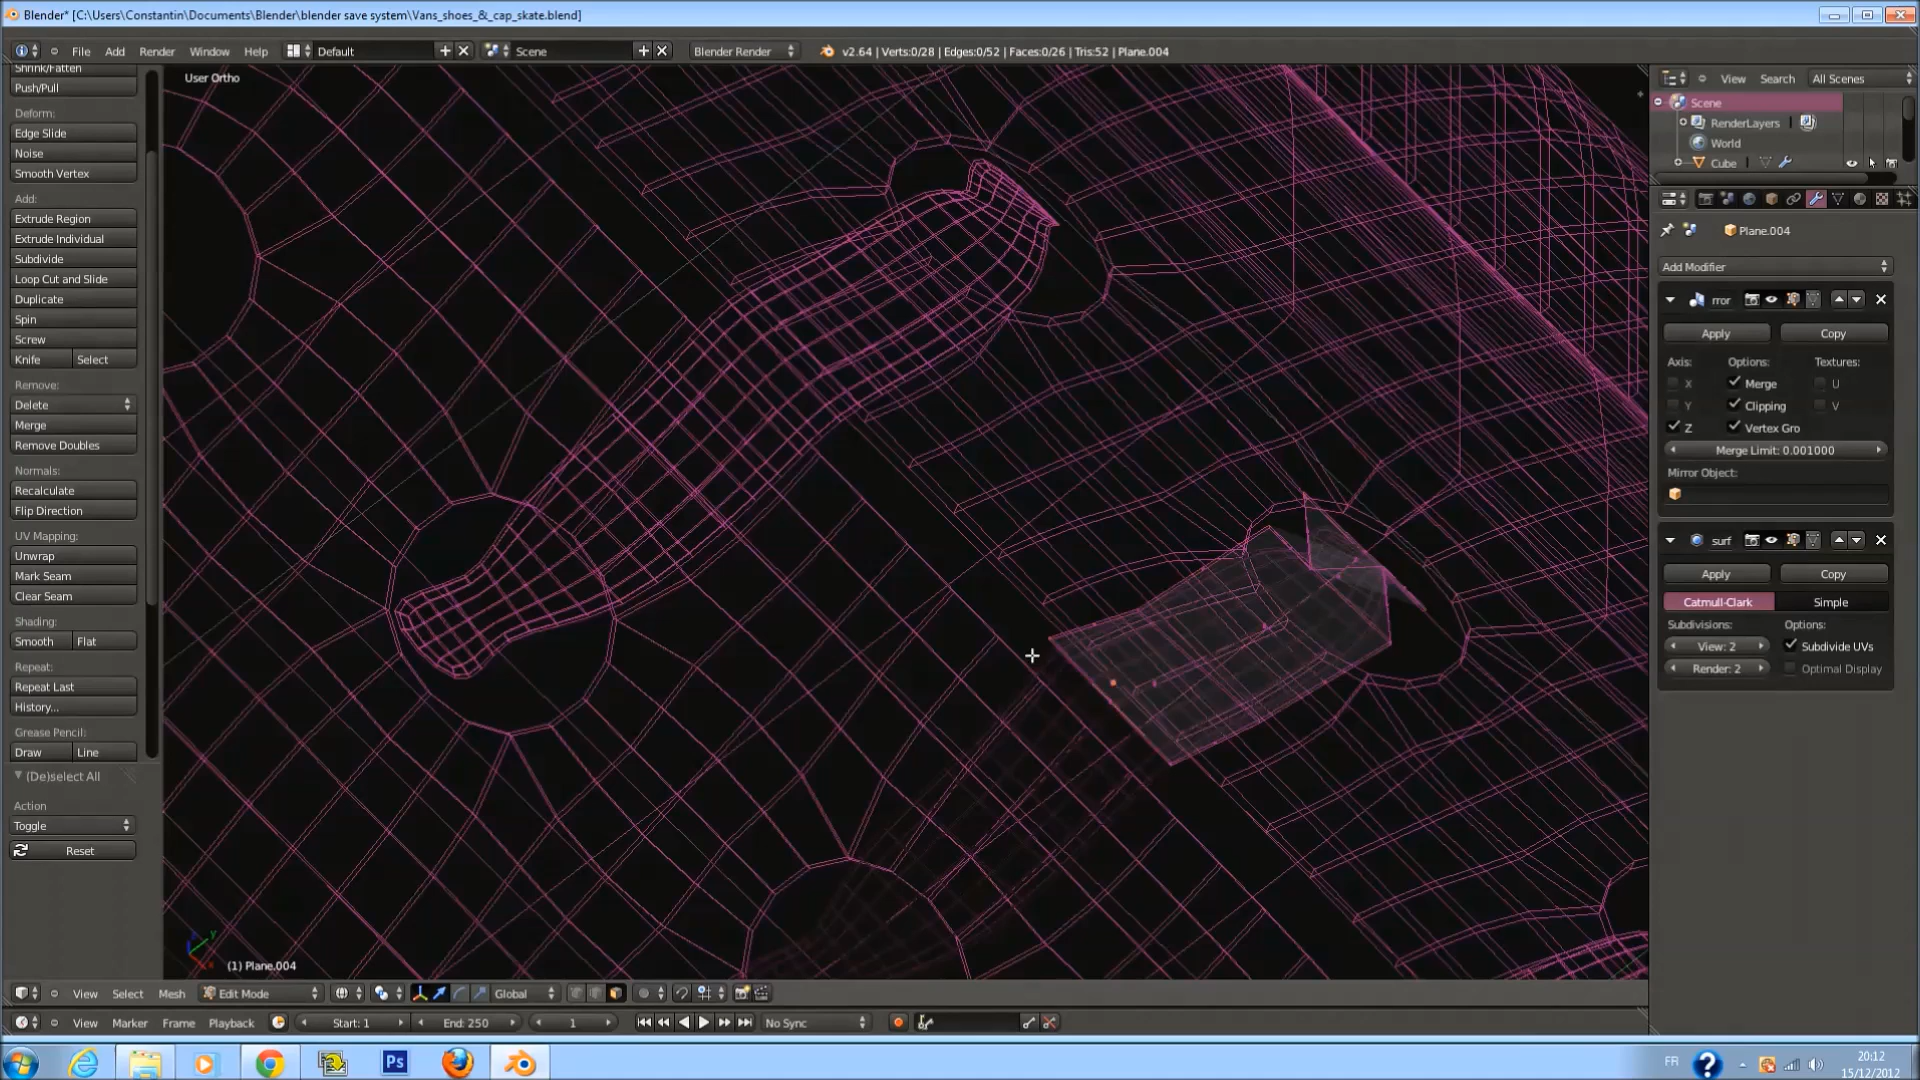 Blender* [C:\Users\Constantin\Documents\Blender\blender save system\Vans_shoes_&_cap_skate.blend]
File Add Render Window Help Default Scene Blender Render v2.64 | Verts:0/28 | Edges:0/52 | Faces:0/26 | Tris:52 | Plane.004
Shrink/Fatten
Push/Pull
Deform:
Edge Slide
Noise
Smooth Vertex
Add:
Extrude Region
Extrude Individual
Subdivide
Loop Cut and Slide
Duplicate
Spin
Screw
Knife Select
Remove:
Delete
Merge
Remove Doubles
Normals:
Recalculate
Flip Direction
UV Mapping:
Unwrap
Mark Seam
Clear Seam
Shading:
Smooth Flat
Repeat:
Repeat Last
History...
Grease Pencil:
Draw Line
(De)select All
Action
Toggle
Reset
User Ortho
(1) Plane.004
View Search All Scenes
Scene
RenderLayers
World
Cube
Plane.004
Add Modifier
rror
Apply Copy
Axis: Options: Textures:
X Merge U
Y Clipping V
Z Vertex Gro
Merge Limit: 0.001000
Mirror Object:
surf
Apply Copy
Catmull-Clark Simple
Subdivisions: Options:
View: 2 Subdivide UVs
Render: 2 Optimal Display
View Select Mesh Edit Mode Global
View Marker Frame Playback Start: 1 End: 250 1 No Sync
Ps FR 20:12
15/12/2012